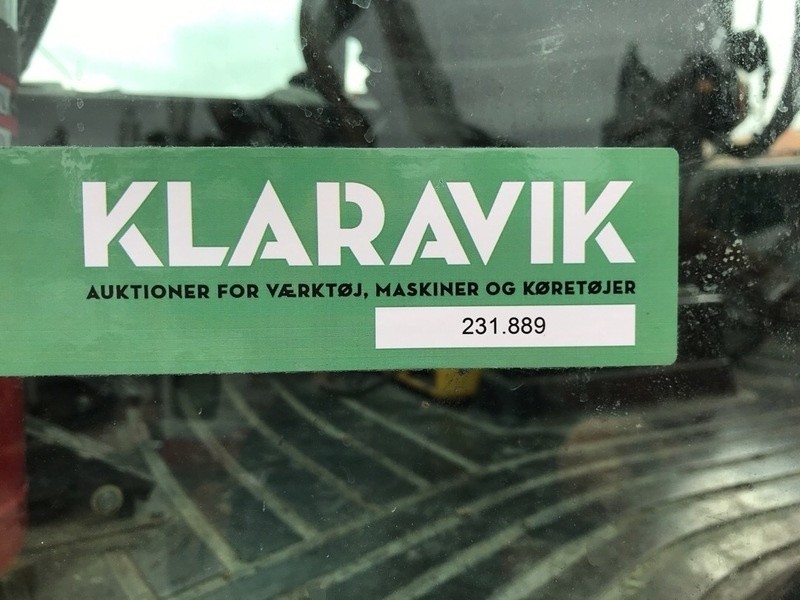 KLARAVIK
AUKTIONER FOR VÆRKTØJ, MASKINER OG KØRETØJER
231.889